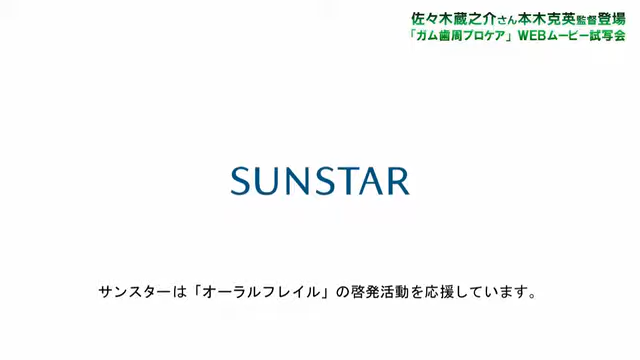 佐々木蔵之介さん本木克英監督登場
「ガム歯周プロケア」WEBムービー試写会
SUNSTAR
サンスターは「オーラルフレイル」の啓発活動を応援しています。